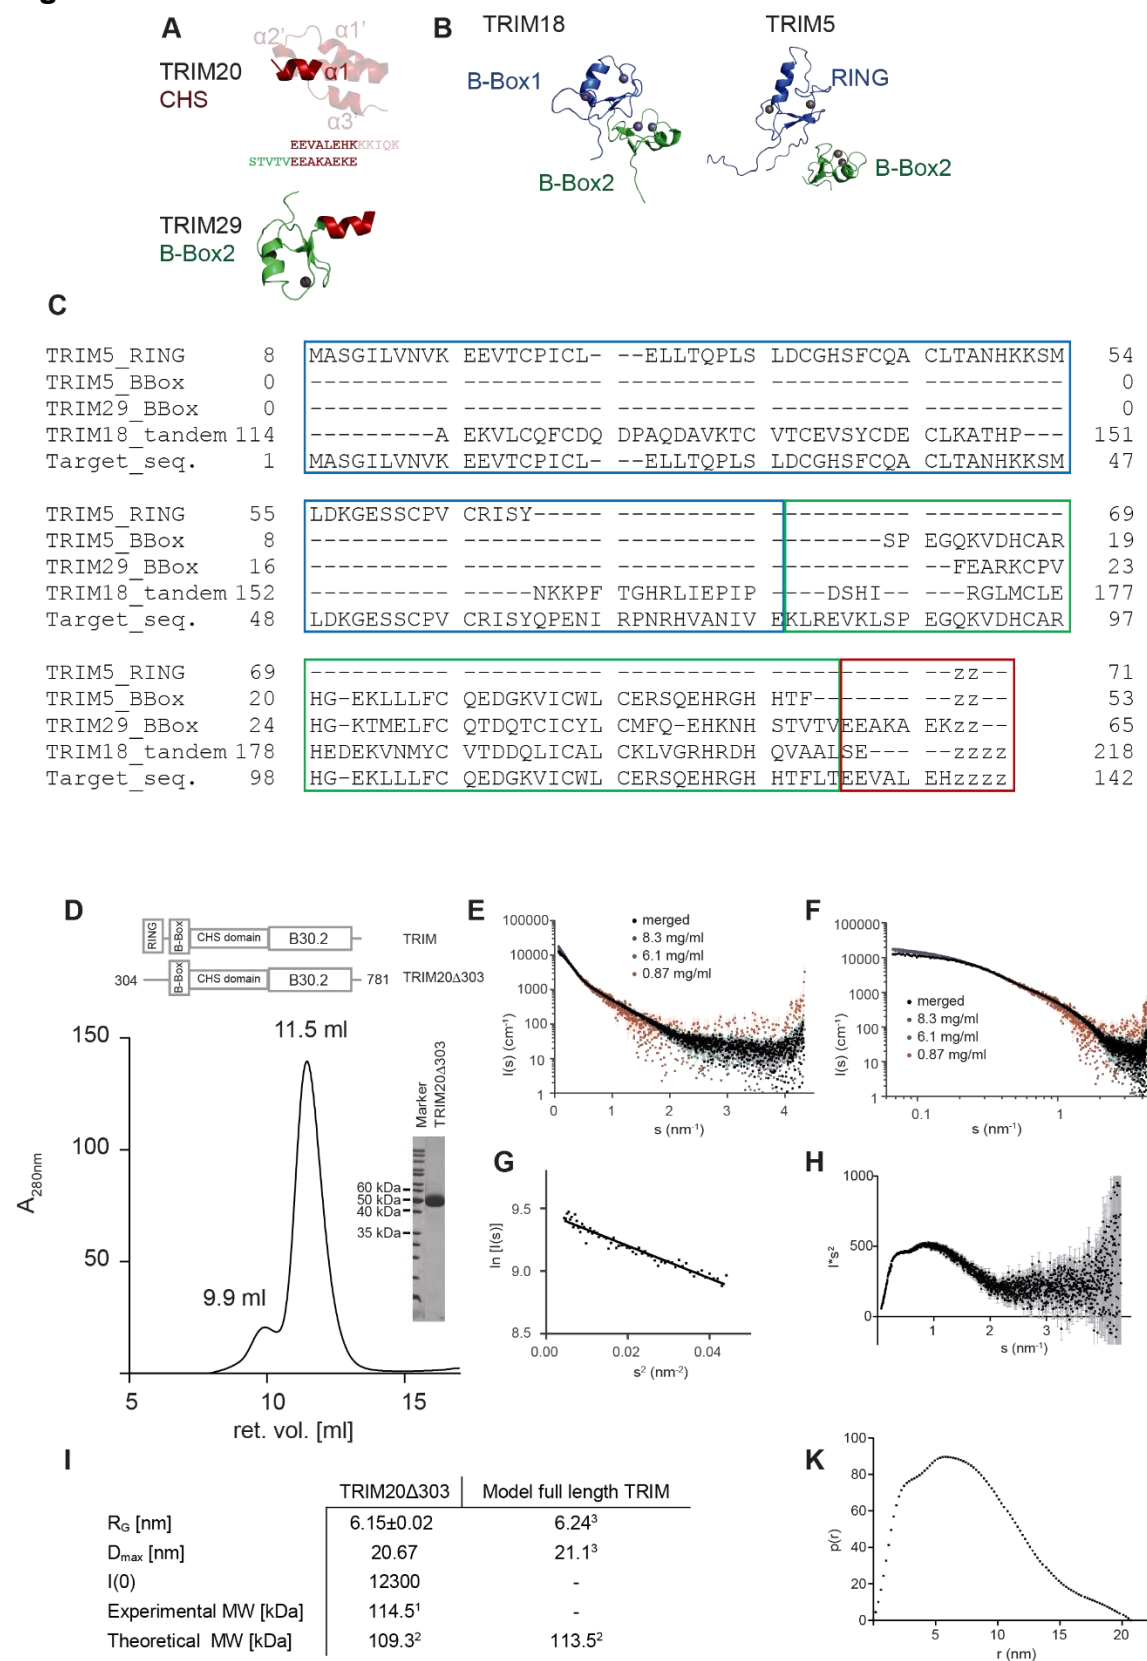 A
α2’
α1’
TRIM20
CHS
α1
α3’
EEVALEHKKKIQK
STVTVEEAKAEKE
TRIM29
B-Box2
B
TRIM18
TRIM5
B-Box1
RING
B-Box2
B-Box2
C
TRIM5_RING 8 MASGILVNVK EEVTCPICL- --ELLTQPLS LDCGHSFCQA CLTANHKKSM 54
TRIM5_BBox 0 ---------- ---------- ---------- ---------- ---------- 0
TRIM29_BBox 0 ---------- ---------- ---------- ---------- ---------- 0
TRIM18_tandem 114 ---------A EKVLCQFCDQ DPAQDAVKTC VTCEVSYCDE CLKATHP--- 151
Target_seq. 1 MASGILVNVK EEVTCPICL- --ELLTQPLS LDCGHSFCQA CLTANHKKSM 47
TRIM5_RING 55 LDKGESSCPV CRISY----- ---------- ---------- ---------- 69
TRIM5_BBox 8 ---------- ---------- ---------- --------SP EGQKVDHCAR 19
TRIM29_BBox 16 ---------- ---------- ---------- ---------- --FEARKCPV 23
TRIM18_tandem 152 ---------- -----NKKPF TGHRLIEPIP ----DSHI-- ---RGLMCLE 177
Target_seq. 48 LDKGESSCPV CRISYQPENI RPNRHVANIV EKLREVKLSP EGQKVDHCAR 97
TRIM5_RING 69 ---------- ---------- ---------- ---------- --zz-- 71
TRIM5_BBox 20 HG-EKLLLFC QEDGKVICWL CERSQEHRGH HTF------- --zz-- 53
TRIM29_BBox 24 HG-KTMELFC QTDQTCICYL CMFQ-EHKNH STVTVEEAKA EKzz-- 65
TRIM18_tandem 178 HEDEKVNMYC VTDDQLICAL CKLVGRHRDH QVAALSE--- --zzzz 218
Target_seq. 98 HG-EKLLLFC QEDGKVICWL CERSQEHRGH HTFLTEEVAL EHzzzz 142
D
RING
B-Box
CHS domain
B30.2
TRIM
304
B-Box
CHS domain
B30.2
781
TRIM20Δ303
150
100
50
A280nm
11.5 ml
9.9 ml
Marker
TRIM20Δ303
60 kDa
50 kDa
40 kDa
35 kDa
5 10 15
ret. vol. [ml]
E
100000
10000
1000
100
10
1
I(s) (cm⁻¹)
merged
8.3 mg/ml
6.1 mg/ml
0.87 mg/ml
0 1 2 3 4
s (nm⁻¹)
F
100000
10000
1000
100
10
1
I(s) (cm⁻¹)
merged
8.3 mg/ml
6.1 mg/ml
0.87 mg/ml
0.1 1
s (nm⁻¹)
G
9.5
9.0
8.5
ln [I(s)]
0.00 0.02 0.04
s² (nm⁻²)
H
1000
500
0
I*s²
1 2 3
s (nm⁻¹)
I
TRIM20Δ303 Model full length TRIM
RG [nm] 6.15±0.02 6.24³
Dmax [nm] 20.67 21.1³
I(0) 12300 -
Experimental MW [kDa] 114.5¹ -
Theoretical MW [kDa] 109.3² 113.5²
K
100
80
60
40
20
0
p(r)
5 10 15 20
r (nm)